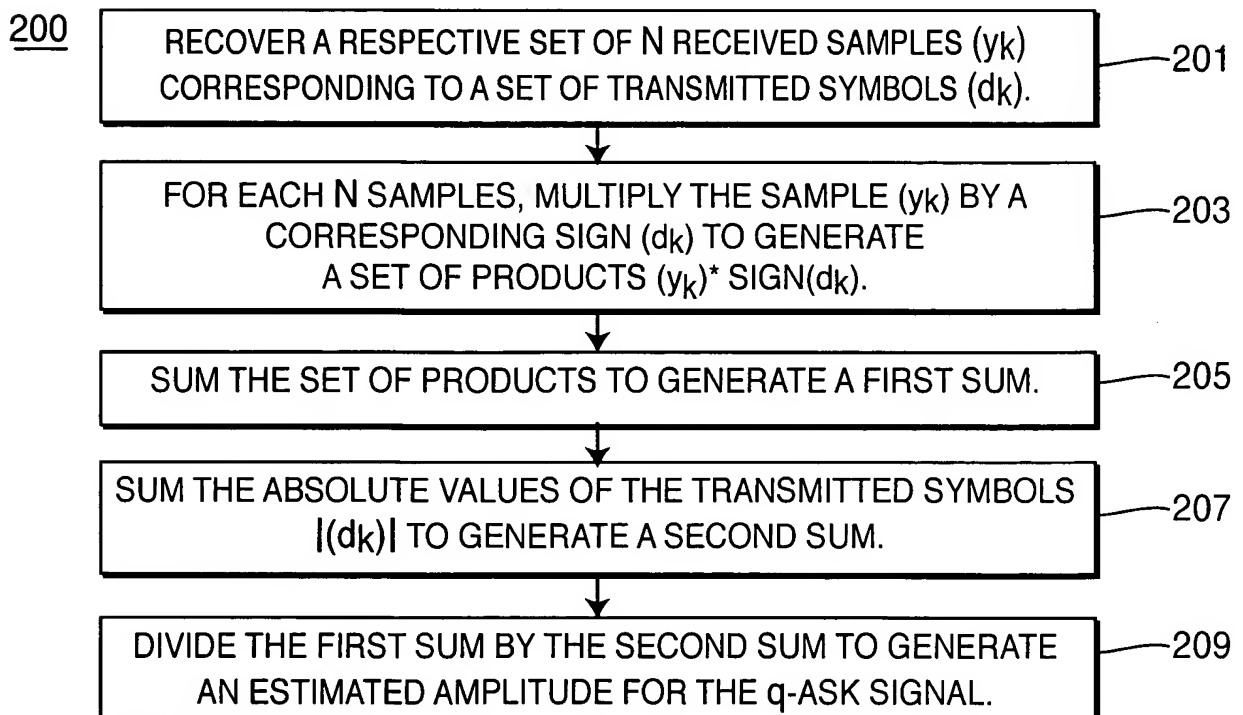 200
RECOVER A RESPECTIVE SET OF N RECEIVED SAMPLES (yk)
CORRESPONDING TO A SET OF TRANSMITTED SYMBOLS (dk).
201
FOR EACH N SAMPLES, MULTIPLY THE SAMPLE (yk) BY A
CORRESPONDING SIGN (dk) TO GENERATE
A SET OF PRODUCTS (yk)* SIGN(dk).
203
SUM THE SET OF PRODUCTS TO GENERATE A FIRST SUM.
205
SUM THE ABSOLUTE VALUES OF THE TRANSMITTED SYMBOLS
|(dk)| TO GENERATE A SECOND SUM.
207
DIVIDE THE FIRST SUM BY THE SECOND SUM TO GENERATE
AN ESTIMATED AMPLITUDE FOR THE q-ASK SIGNAL.
209